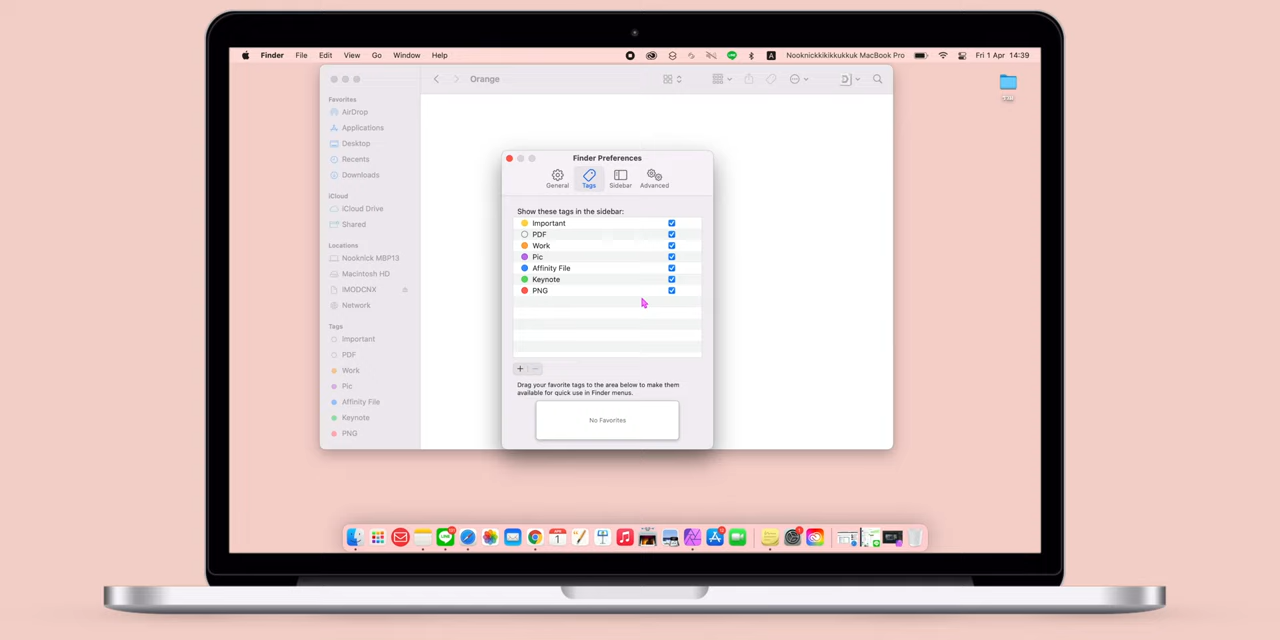 Finder File Edit View Go Window Help
A Nooknickkikikkukkuk MacBook Pro Fri 1 Apr 14:39
Orange
Favorites
AirDrop
Applications
Desktop
Recents
Downloads
iCloud
iCloud Drive
Shared
Locations
Nooknick MBP13
Macintosh HD
IMODCNX
Network
Tags
Important
PDF
Work
Pic
Affinity File
Keynote
PNG
Finder Preferences
General Tags Sidebar Advanced
Show these tags in the sidebar:
Important
PDF
Work
Pic
Affinity File
Keynote
PNG
+ −
Drag your favorite tags to the area below to make them
available for quick use in Finder menus.
No Favorites